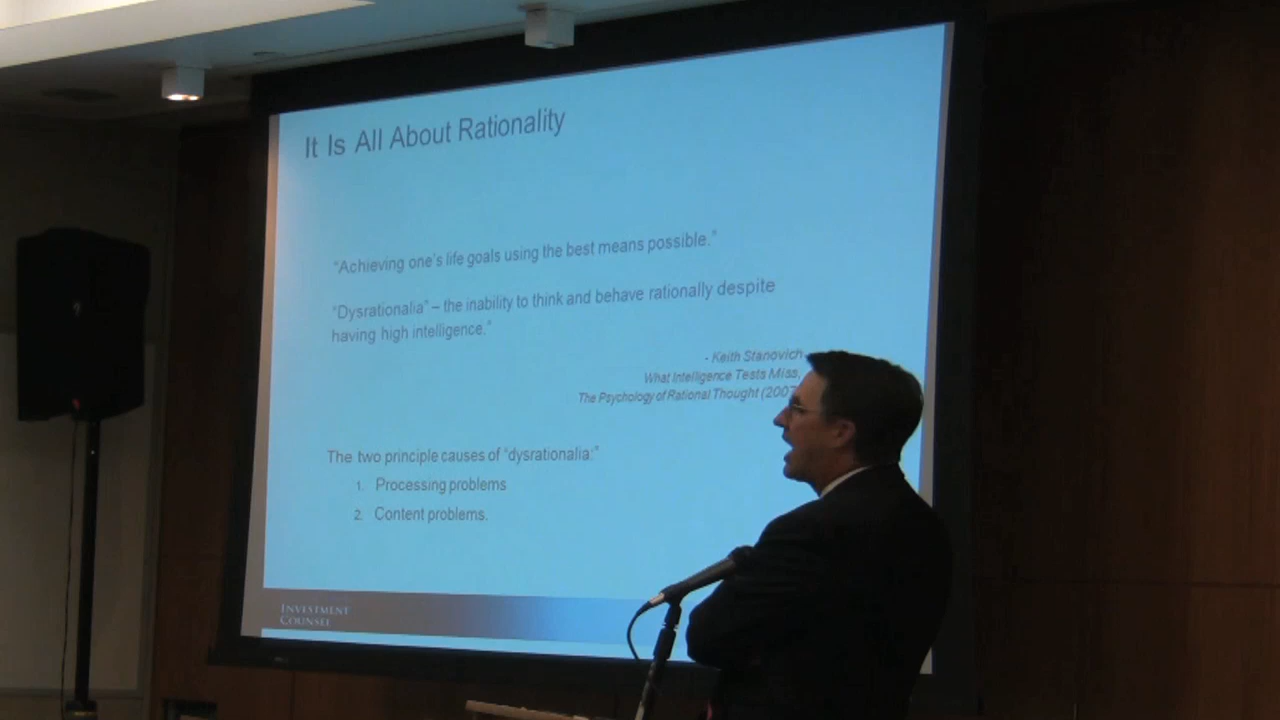 It Is All About Rationality
"Achieving one's life goals using the best means possible."
"Dysrationalia" – the inability to think and behave rationally despite
having high intelligence."
- Keith Stanovich
What Intelligence Tests Miss,
The Psychology of Rational Thought (2007
The two principle causes of "dysrationalia:"
1. Processing problems
2. Content problems.
INVESTMENT
COUNSEL